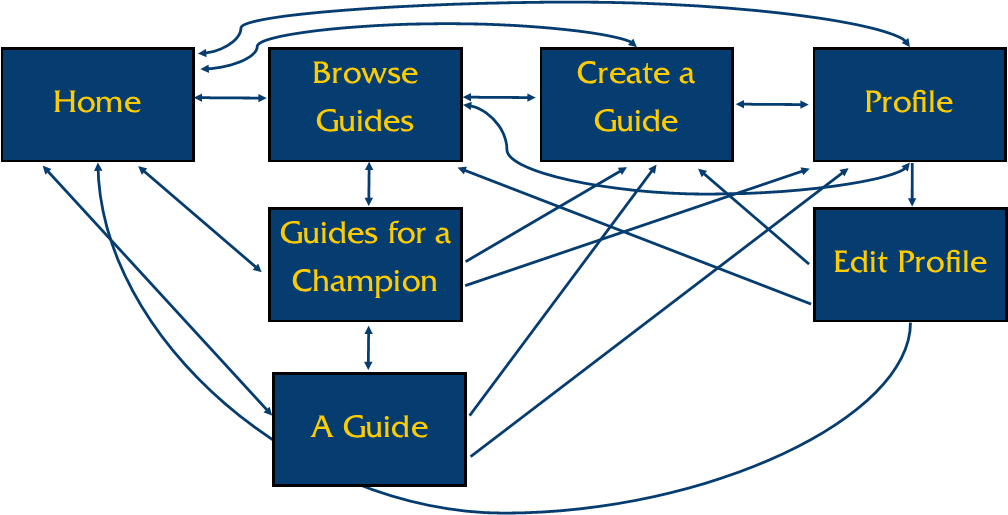 Home
Browse
Guides
Create a
Guide
Profile
Guides for a
Champion
Edit Profile
A Guide